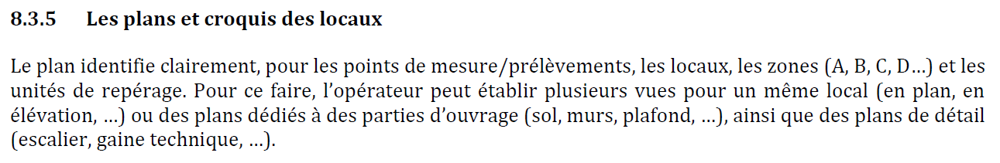 8.3.5 Les plans et croquis des locaux
Le plan identifie clairement, pour les points de mesure/prélèvements, les locaux, les zones (A, B, C, D…) et les
unités de repérage. Pour ce faire, l’opérateur peut établir plusieurs vues pour un même local (en plan, en
élévation, …) ou des plans dédiés à des parties d’ouvrage (sol, murs, plafond, …), ainsi que des plans de détail
(escalier, gaine technique, …).